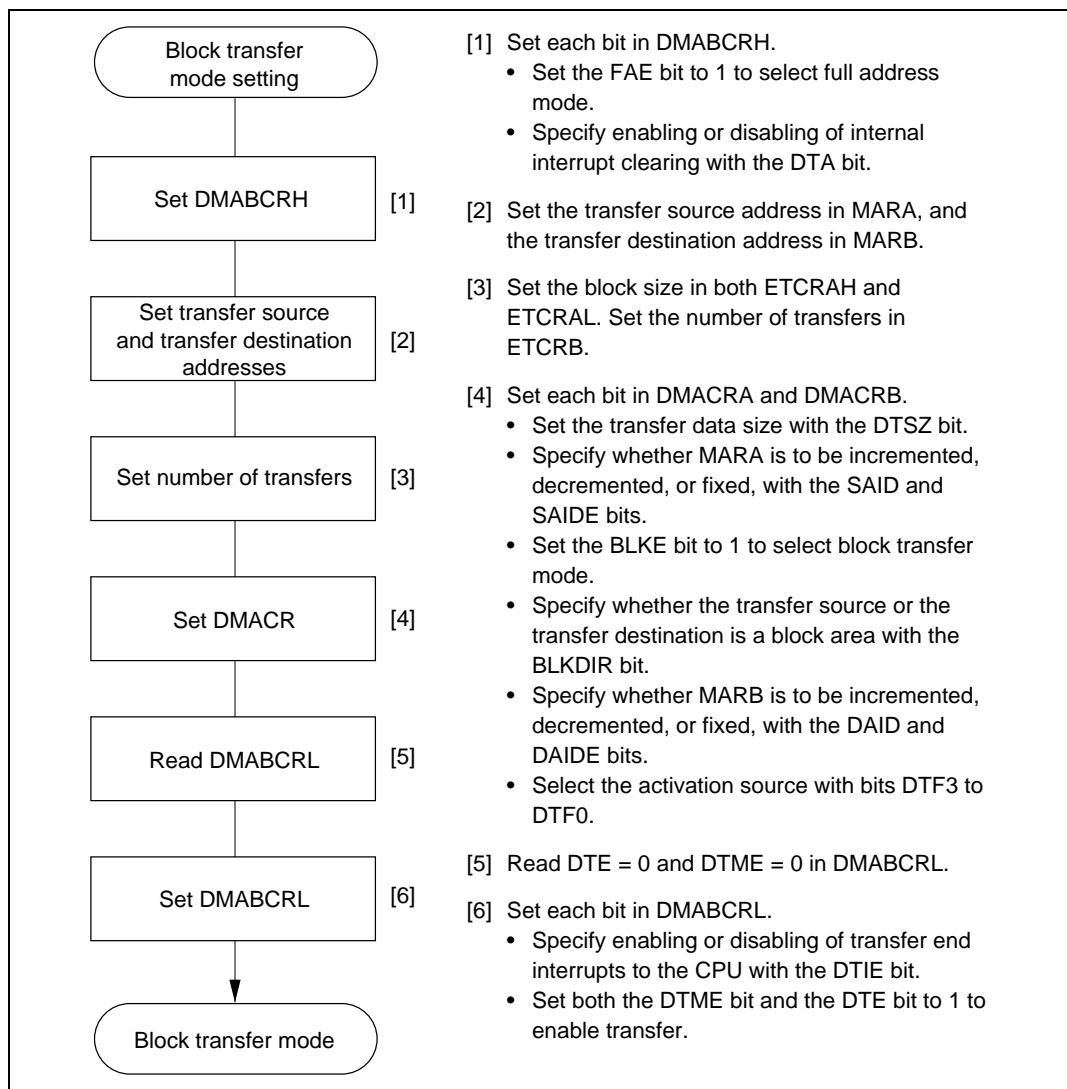 Block transfer
mode setting
Set DMABCRH
[1]
Set transfer source
and transfer destination
addresses
[2]
Set number of transfers
[3]
Set DMACR
[4]
Read DMABCRL
[5]
Set DMABCRL
[6]
Block transfer mode
[1] Set each bit in DMABCRH.
• Set the FAE bit to 1 to select full address
mode.
• Specify enabling or disabling of internal
interrupt clearing with the DTA bit.
[2] Set the transfer source address in MARA, and
the transfer destination address in MARB.
[3] Set the block size in both ETCRAH and
ETCRAL. Set the number of transfers in
ETCRB.
[4] Set each bit in DMACRA and DMACRB.
• Set the transfer data size with the DTSZ bit.
• Specify whether MARA is to be incremented,
decremented, or fixed, with the SAID and
SAIDE bits.
• Set the BLKE bit to 1 to select block transfer
mode.
• Specify whether the transfer source or the
transfer destination is a block area with the
BLKDIR bit.
• Specify whether MARB is to be incremented,
decremented, or fixed, with the DAID and
DAIDE bits.
• Select the activation source with bits DTF3 to
DTF0.
[5] Read DTE = 0 and DTME = 0 in DMABCRL.
[6] Set each bit in DMABCRL.
• Specify enabling or disabling of transfer end
interrupts to the CPU with the DTIE bit.
• Set both the DTME bit and the DTE bit to 1 to
enable transfer.